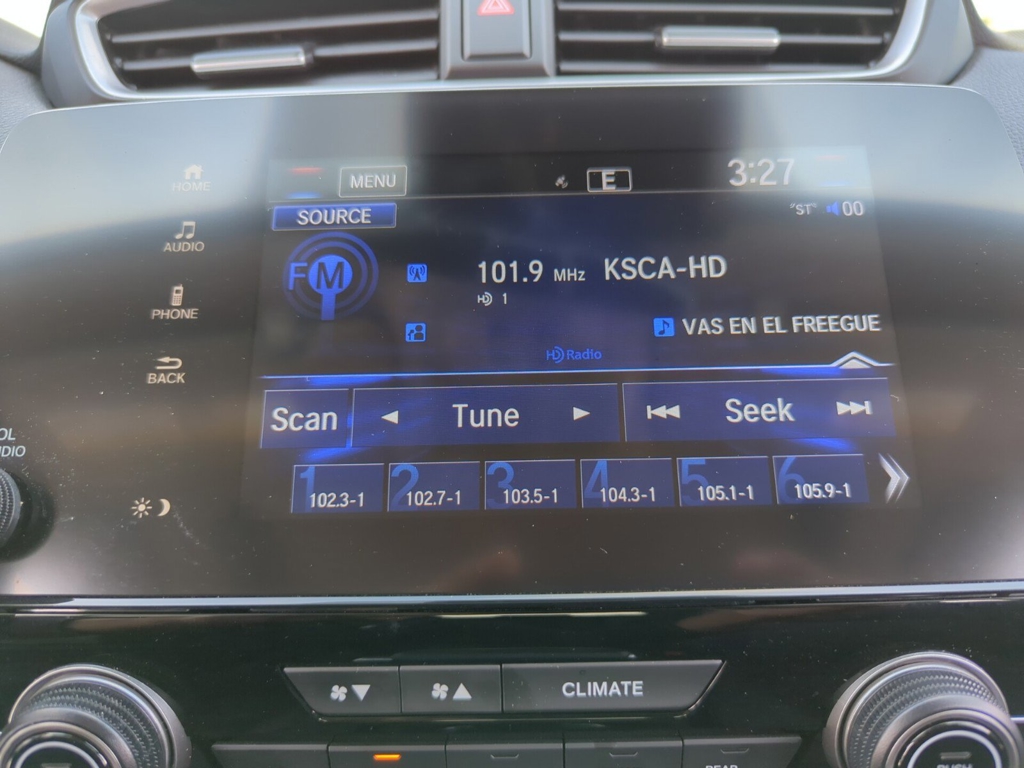 HOME
AUDIO
PHONE
BACK
MENU
E
3:27
SOURCE
"ST" 00
FM
101.9 MHz KSCA-HD
HD 1
VAS EN EL FREEGUE
HD Radio
Scan
Tune
Seek
1 102.3-1
2 102.7-1
3 103.5-1
4 104.3-1
5 105.1-1
6 105.9-1
CLIMATE